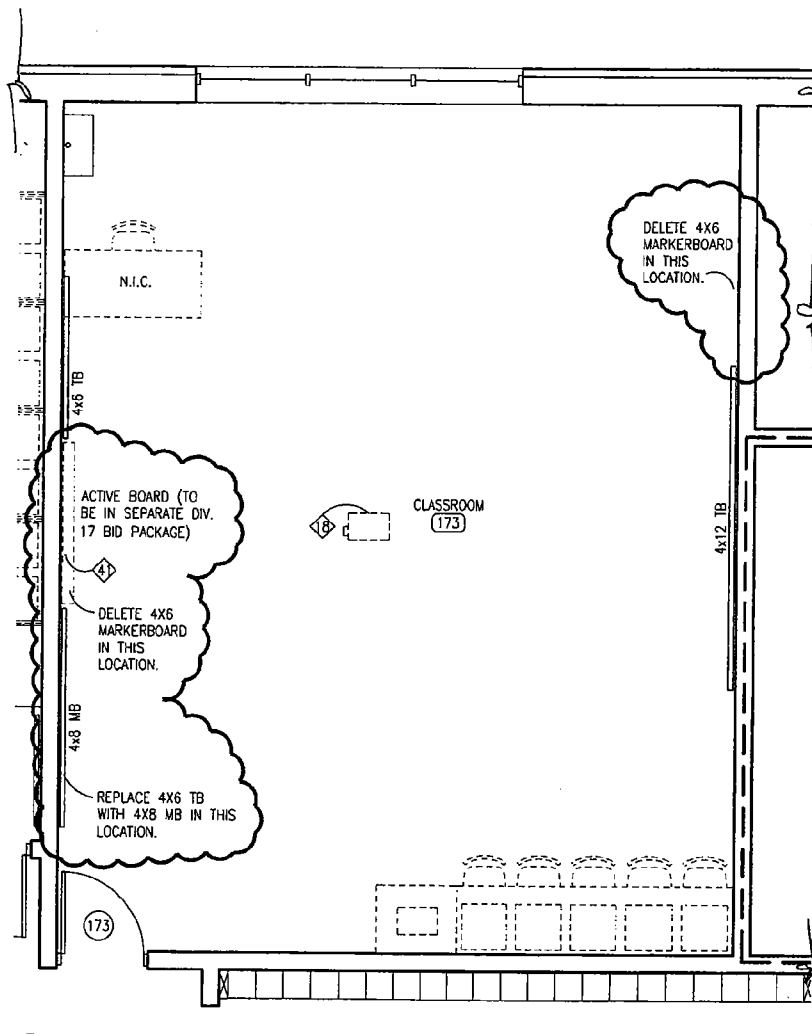 DELETE 4X6
MARKERBOARD
IN THIS
LOCATION.
N.I.C.
4x6 TB
ACTIVE BOARD (TO
BE IN SEPARATE DIV.
17 BID PACKAGE)
41
18
CLASSROOM
173
4x12 TB
DELETE 4X6
MARKERBOARD
IN THIS
LOCATION.
4x8 MB
REPLACE 4X6 TB
WITH 4X8 MB IN THIS
LOCATION.
173